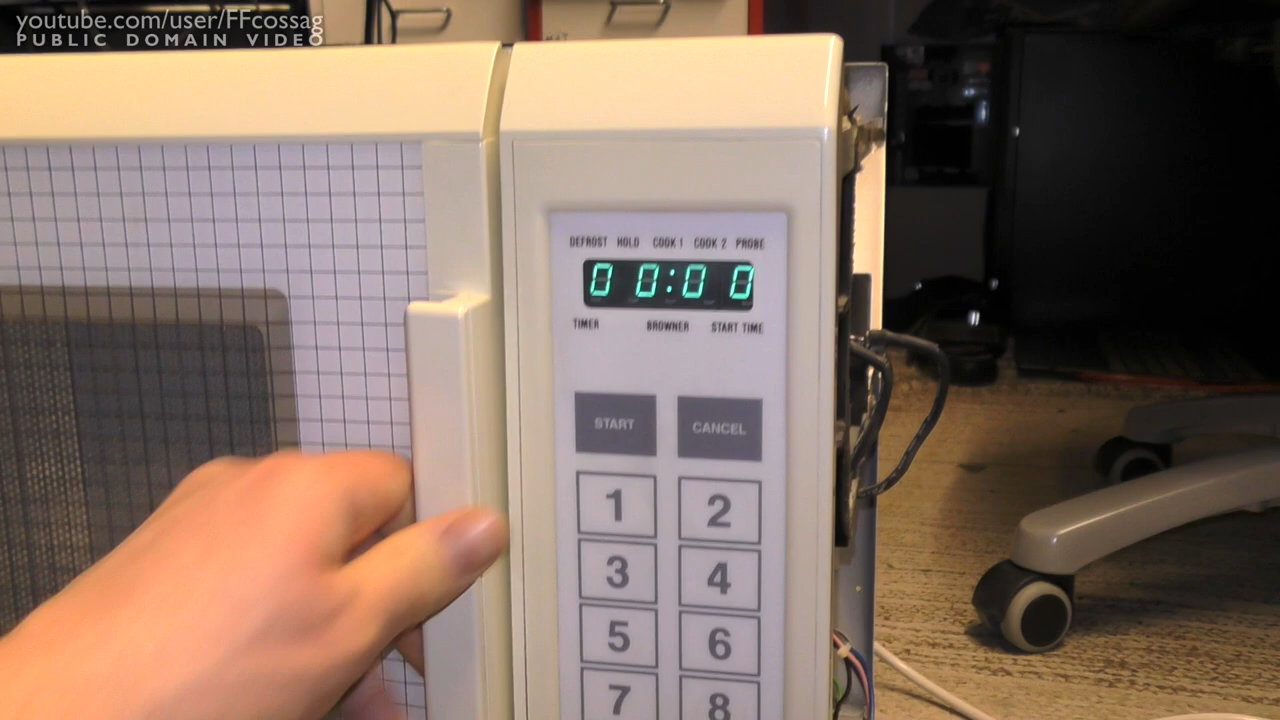 youtube.com/user/FFcossag
PUBLIC DOMAIN VIDEO
DEFROST HOLD COOK 1 COOK 2 PROBE
0 0:0 0
TIMER BROWNER START TIME
START CANCEL
1 2
3 4
5 6
7 8